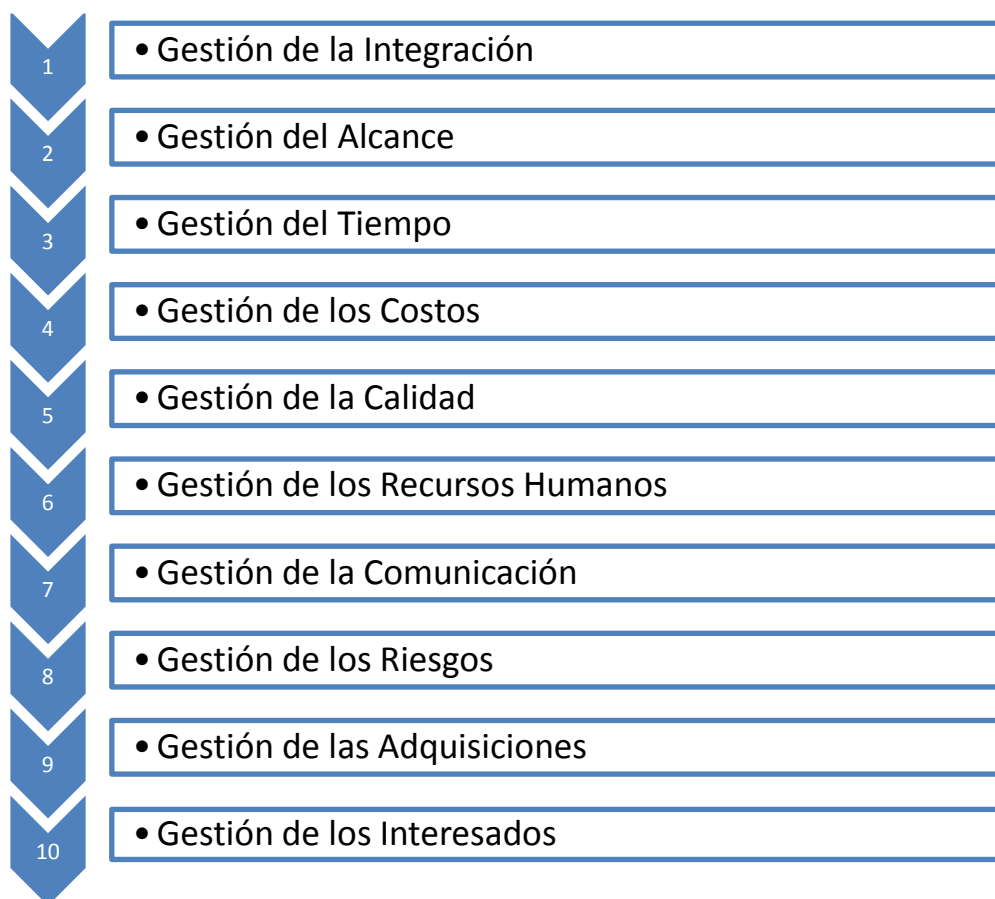 1
• Gestión de la Integración
2
• Gestión del Alcance
3
• Gestión del Tiempo
4
• Gestión de los Costos
5
• Gestión de la Calidad
6
• Gestión de los Recursos Humanos
7
• Gestión de la Comunicación
8
• Gestión de los Riesgos
9
• Gestión de las Adquisiciones
10
• Gestión de los Interesados